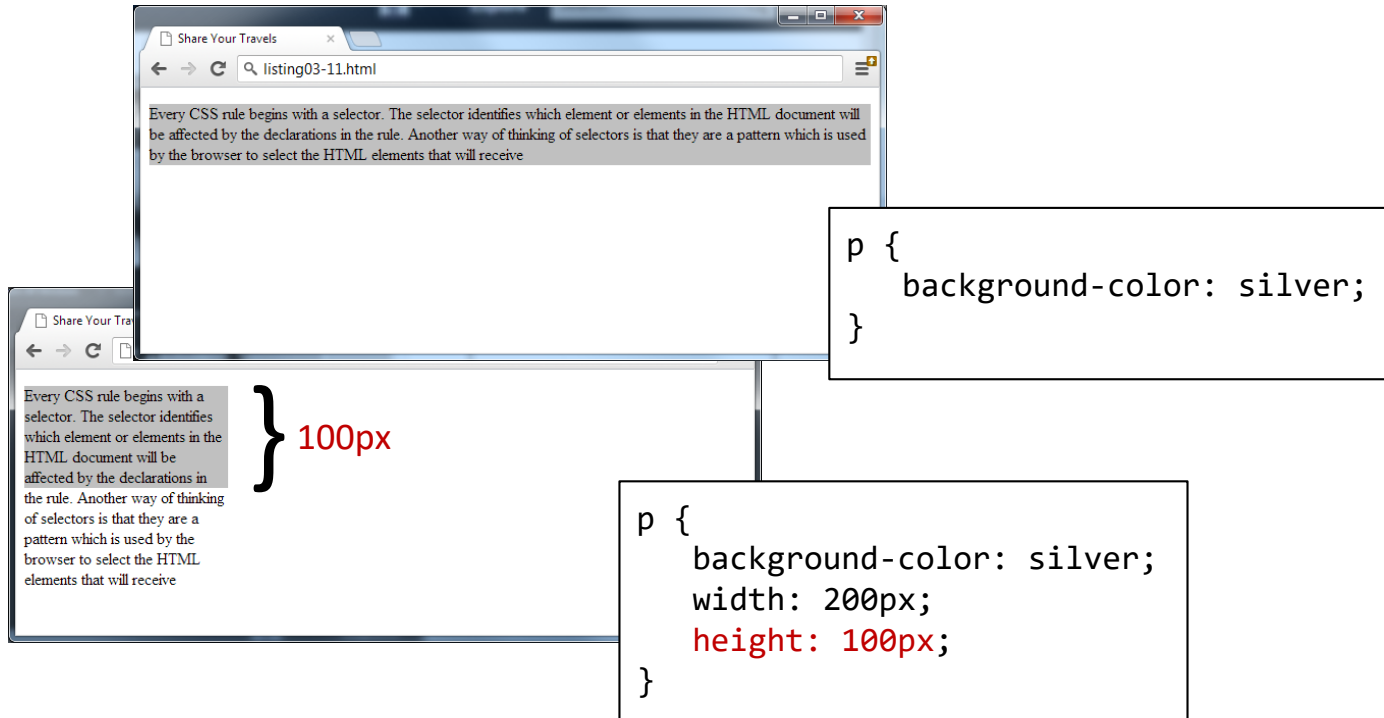 Share Your Travels
listing03-11.html
Every CSS rule begins with a selector. The selector identifies which element or elements in the HTML document will
be affected by the declarations in the rule. Another way of thinking of selectors is that they are a pattern which is used
by the browser to select the HTML elements that will receive
p {
background-color: silver;
}
Share Your Tra
Every CSS rule begins with a
selector. The selector identifies
which element or elements in the
HTML document will be
affected by the declarations in
the rule. Another way of thinking
of selectors is that they are a
pattern which is used by the
browser to select the HTML
elements that will receive
} 100px
p {
background-color: silver;
width: 200px;
height: 100px;
}